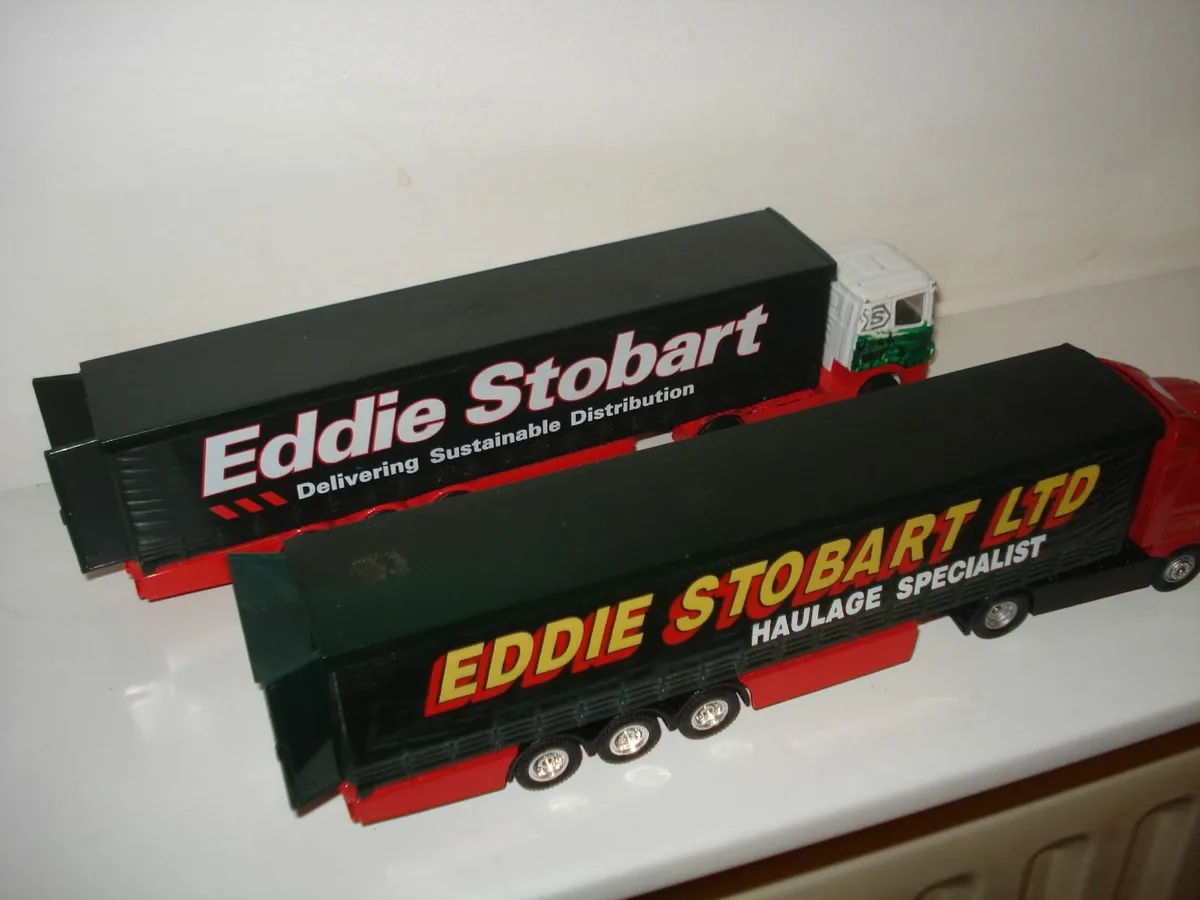 Eddie Stobart
Delivering Sustainable Distribution
S
EDDIE STOBART LTD
HAULAGE SPECIALIST